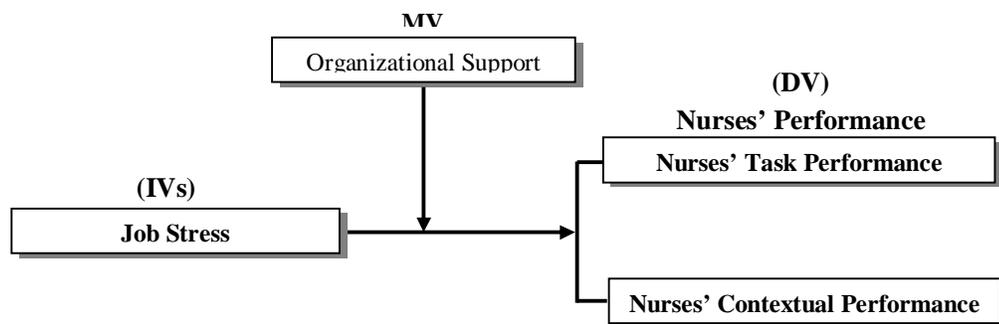 MV
Organizational Support
(DV)
Nurses' Performance
Nurses' Task Performance
(IVs)
Job Stress
Nurses' Contextual Performance